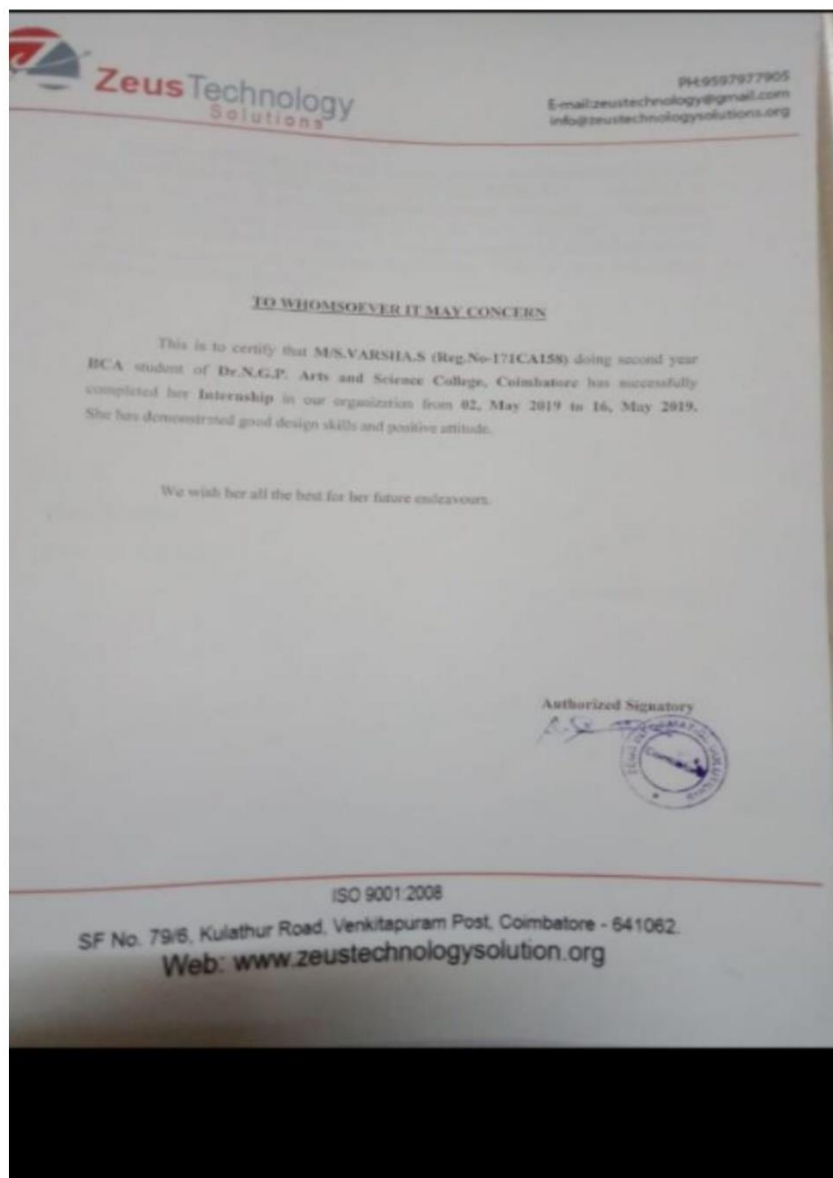 Zeus Technology
Solutions
PH:9597977905
E-mail:zeustechnology@gmail.com
info@zeustechnologysolutions.org
TO WHOMSOEVER IT MAY CONCERN
This is to certify that M/S.VARSHA.S (Reg.No-171CA158) doing second year
BCA student of Dr.N.G.P. Arts and Science College, Coimbatore has successfully
completed her Internship in our organization from 02, May 2019 to 16, May 2019.
She has demonstrated good design skills and positive attitude.
We wish her all the best for her future endeavours.
Authorized Signatory
ISO 9001:2008
SF No. 79/6, Kulathur Road, Venkitapuram Post, Coimbatore - 641062.
Web: www.zeustechnologysolution.org